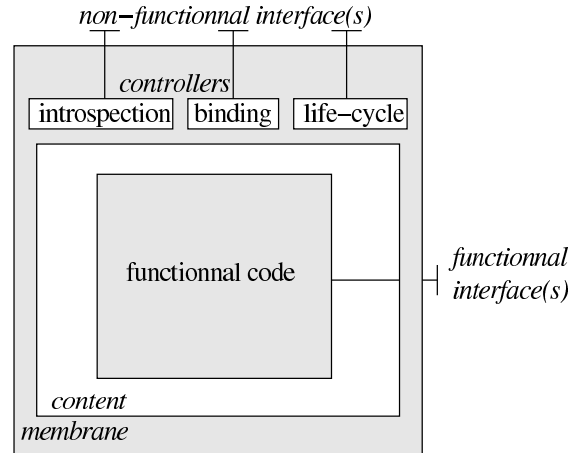 non–functionnal interface(s)
controllers
introspection binding life–cycle
functionnal code
functionnal
interface(s)
content
membrane